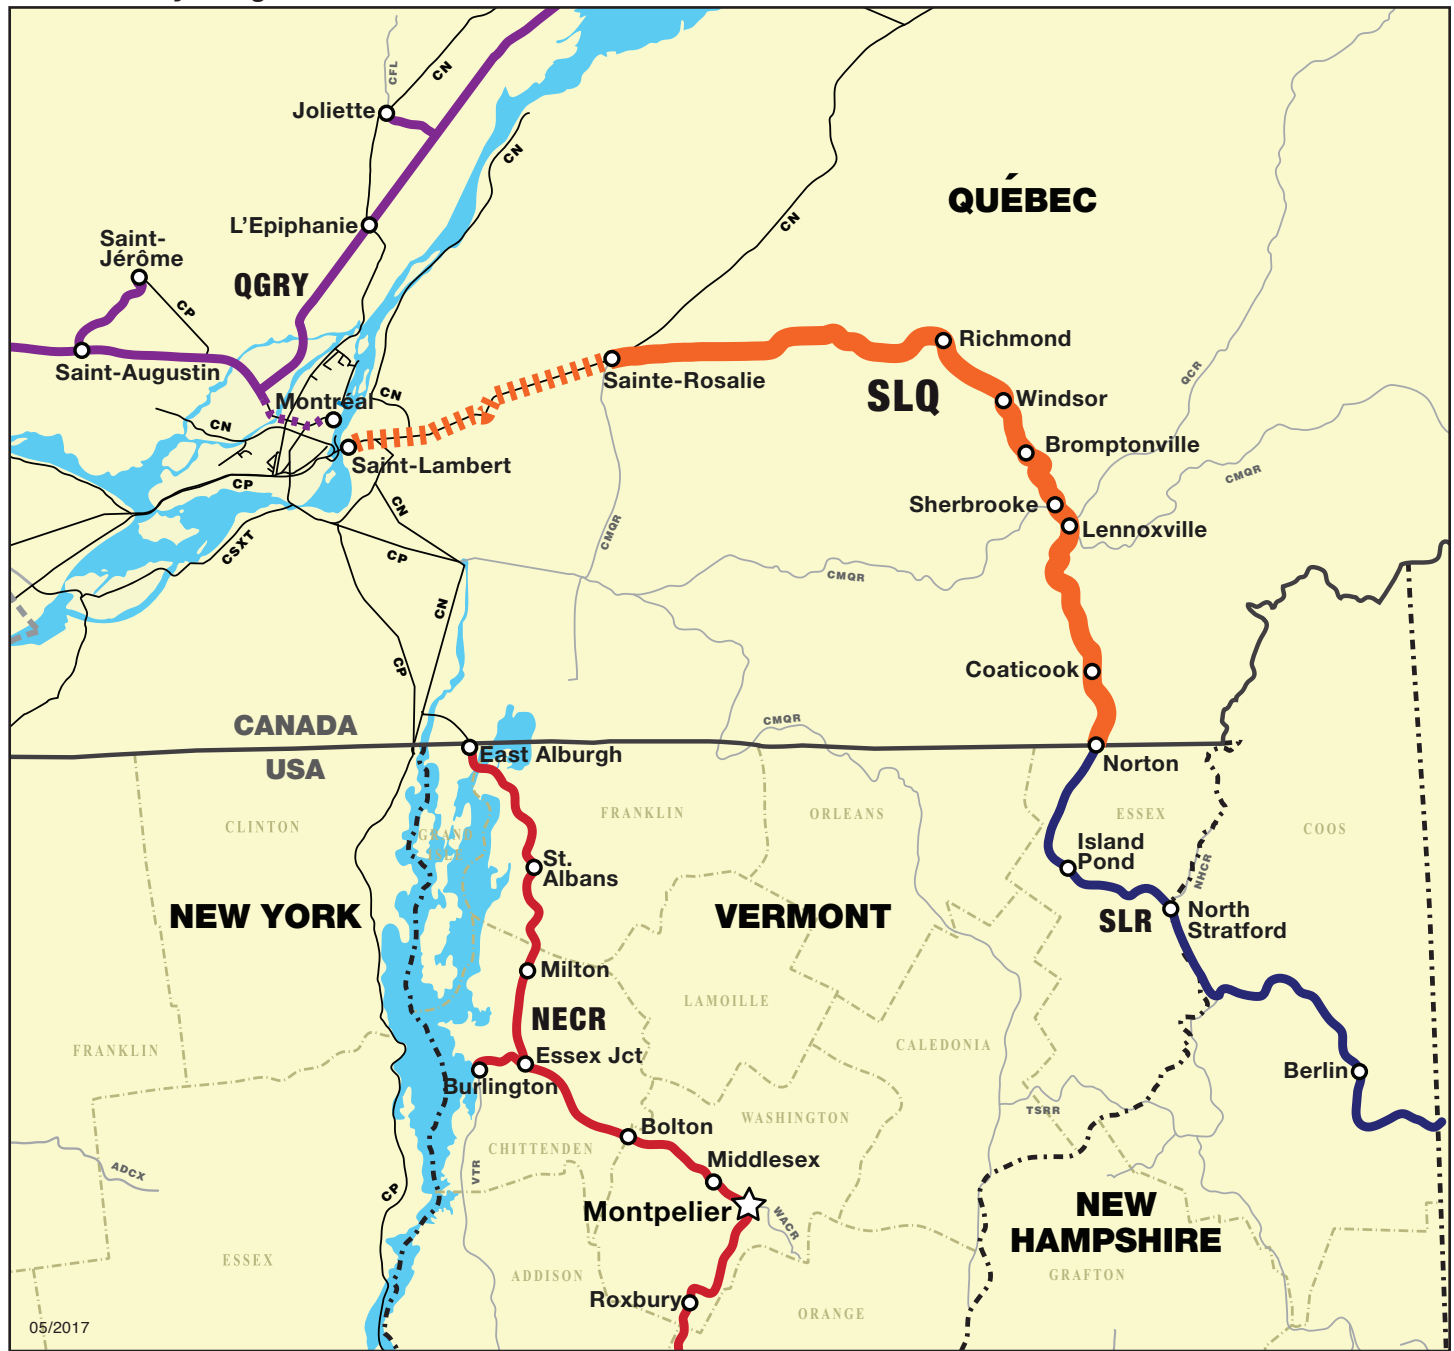 CFL
CN
Joliette
CN
QUÉBEC
CN
L'Epiphanie
Saint-
Jérôme
QGRY
CP
Richmond
Saint-Augustin
Sainte-Rosalie
SLQ
QCR
Montréal
CN
Windsor
CN
Bromptonville
Saint-Lambert
CMQR
CP
CN
Sherbrooke
Lennoxville
CMQR
CSXT
CP
CMQR
CN
CP
Coaticook
CANADA
CMQR
USA
East Alburgh
Norton
CLINTON
FRANKLIN
ORLEANS
ESSEX
COOS
GRAND
ISLE
Island
Pond
St.
Albans
NHCR
NEW YORK
VERMONT
SLR
North
Stratford
Milton
LAMOILLE
NECR
FRANKLIN
CALEDONIA
Essex Jct
Burlington
Berlin
TSRR
WASHINGTON
Bolton
CHITTENDEN
Middlesex
ADCX
VTR
CP
Montpelier
WACR
NEW
HAMPSHIRE
ESSEX
ADDISON
GRAFTON
Roxbury
ORANGE
05/2017